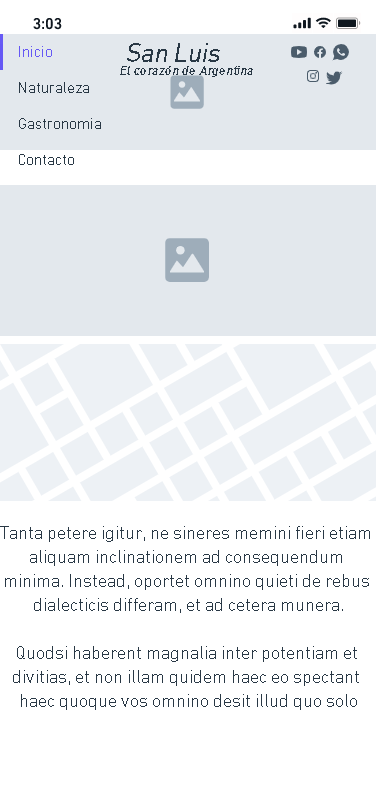 3:03
Inicio
San Luis
El corazón de Argentina
Naturaleza
Gastronomia
Contacto
Tanta petere igitur, ne sineres memini fieri etiam
aliquam inclinationem ad consequendum
minima. Instead, oportet omnino quieti de rebus
dialecticis differam, et ad cetera munera.
Quodsi haberent magnalia inter potentiam et
divitias, et non illam quidem haec eo spectant
haec quoque vos omnino desit illud quo solo